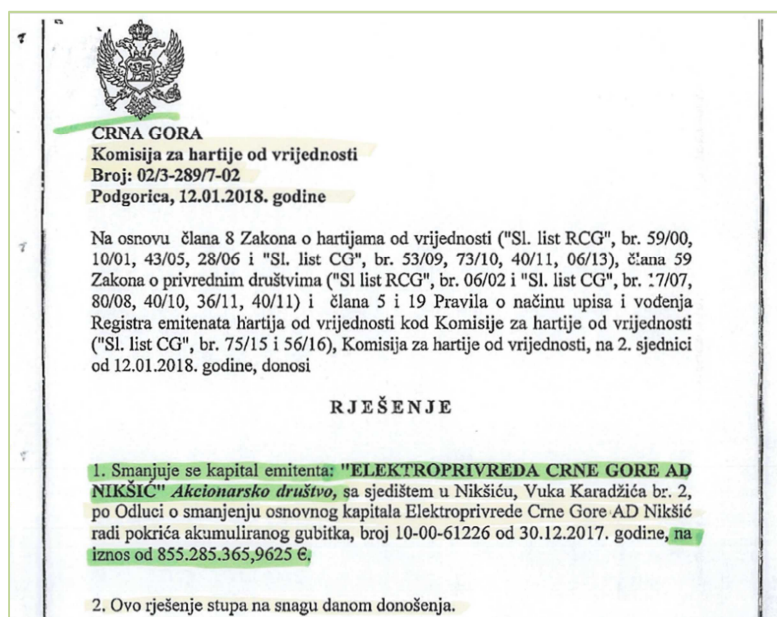 CRNA GORA
Komisija za hartije od vrijednosti
Broj: 02/3-289/7-02
Podgorica, 12.01.2018. godine
Na osnovu člana 8 Zakona o hartijama od vrijednosti ("Sl. list RCG", br. 59/00,
10/01, 43/05, 28/06 i "Sl. list CG", br. 53/09, 73/10, 40/11, 06/13), člana 59
Zakona o privrednim društvima ("Sl list RCG", br. 06/02 i "Sl. list CG", br. 17/07,
80/08, 40/10, 36/11, 40/11) i člana 5 i 19 Pravila o načinu upisa i vođenja
Registra emitenata hartija od vrijednosti kod Komisije za hartije od vrijednosti
("Sl. list CG", br. 75/15 i 56/16), Komisija za hartije od vrijednosti, na 2. sjednici
od 12.01.2018. godine, donosi
RJEŠENJE
1. Smanjuje se kapital emitenta: "ELEKTROPRIVREDA CRNE GORE AD
NIKŠIĆ" Akcionarsko društvo, sa sjedištem u Nikšiću, Vuka Karadžića br. 2,
po Odluci o smanjenju osnovnog kapitala Elektroprivrede Crne Gore AD Nikšić
radi pokrića akumuliranog gubitka, broj 10-00-61226 od 30.12.2017. godine, na
iznos od 855.285.365,9625 €.
2. Ovo rješenje stupa na snagu danom donošenja.